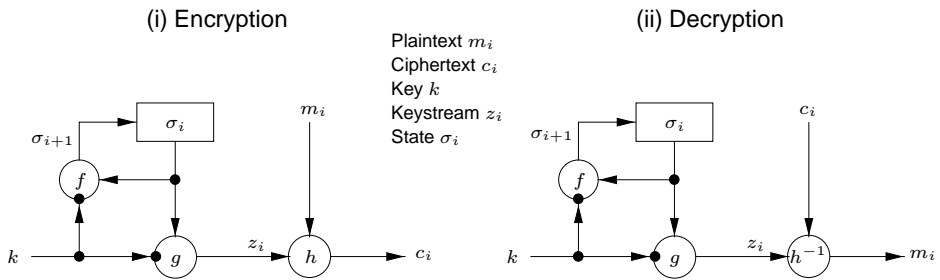 (i) Encryption
(ii) Decryption
Plaintext m_i
Ciphertext c_i
Key k
Keystream z_i
State σ_i
σ_i
m_i
σ_{i+1}
f
k
g
z_i
h
c_i
σ_i
c_i
σ_{i+1}
f
k
g
z_i
h^{-1}
m_i